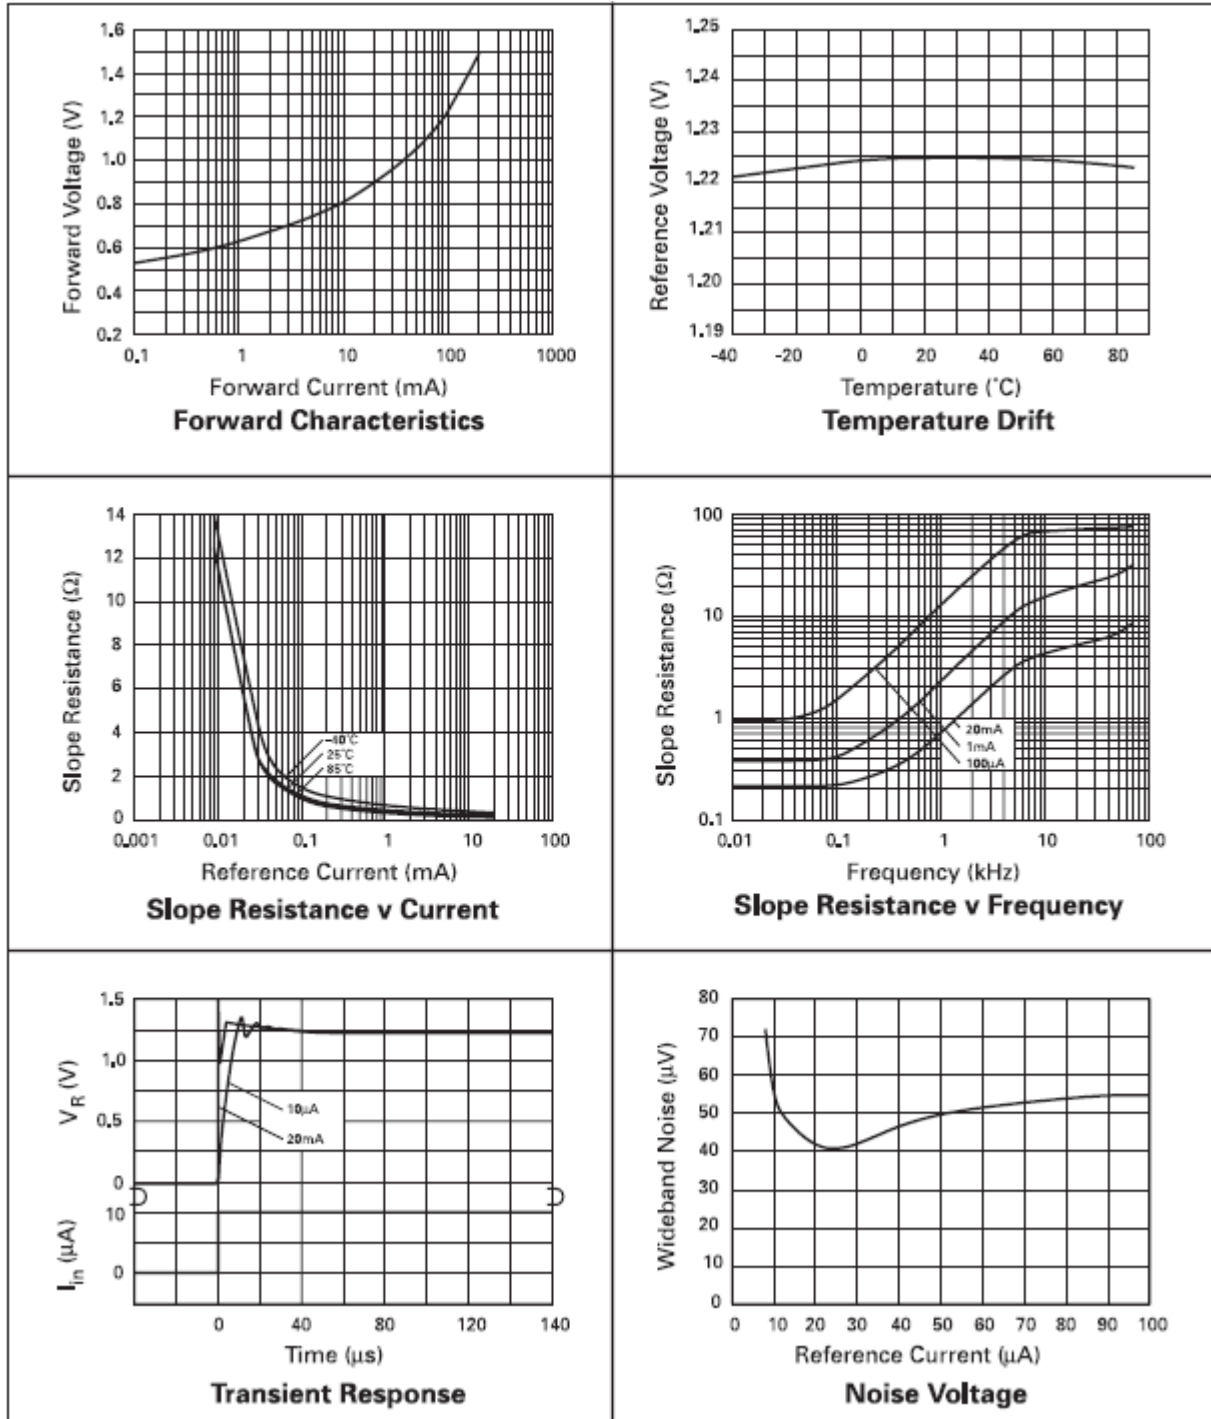 1.6
1.4
1.2
1.0
0.8
0.6
0.4
0.2
Forward Voltage (V)
0.1 1 10 100 1000
Forward Current (mA)
Forward Characteristics
1.25
1.24
1.23
1.22
1.21
1.20
1.19
Reference Voltage (V)
-40 -20 0 20 40 60 80
Temperature (˚C)
Temperature Drift
14
12
10
8
6
4
2
0
Slope Resistance (Ω)
-40˚C
25˚C
85˚C
0.001 0.01 0.1 1 10 100
Reference Current (mA)
Slope Resistance v Current
100
10
1
0.1
Slope Resistance (Ω)
20mA
1mA
100µA
0.01 0.1 1 10 100
Frequency (kHz)
Slope Resistance v Frequency
1.5
1.0
0.5
0
VR (V)
10µA
20mA
10
0
Iin (µA)
0 40 80 120 140
Time (µs)
Transient Response
80
70
60
50
40
30
20
10
0
Wideband Noise (µV)
0 10 20 30 40 50 60 70 80 90 100
Reference Current (µA)
Noise Voltage